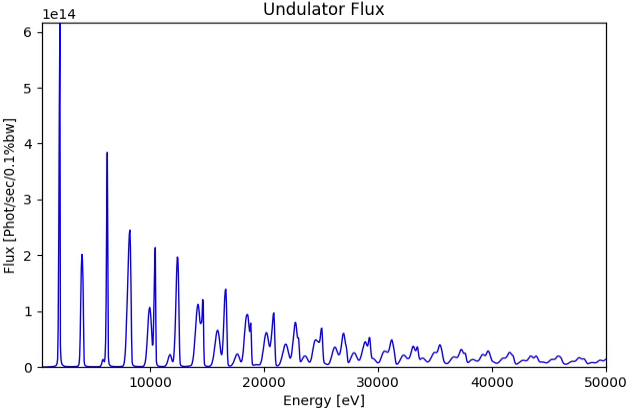 Undulator Flux
1e14
6
5
4
3
2
1
0
Flux [Phot/sec/0.1%bw]
10000 20000 30000 40000 50000
Energy [eV]